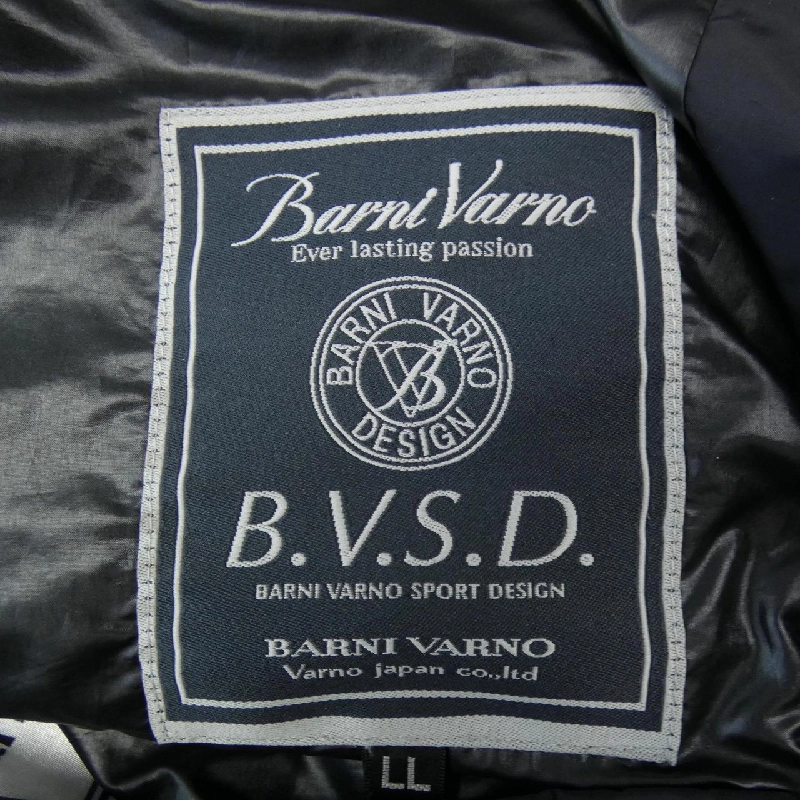 Barni Varno
Ever lasting passion
BARNI VARNO
DESIGN
B.V.S.D.
BARNI VARNO SPORT DESIGN
BARNI VARNO
Varno japan co.,ltd
LL